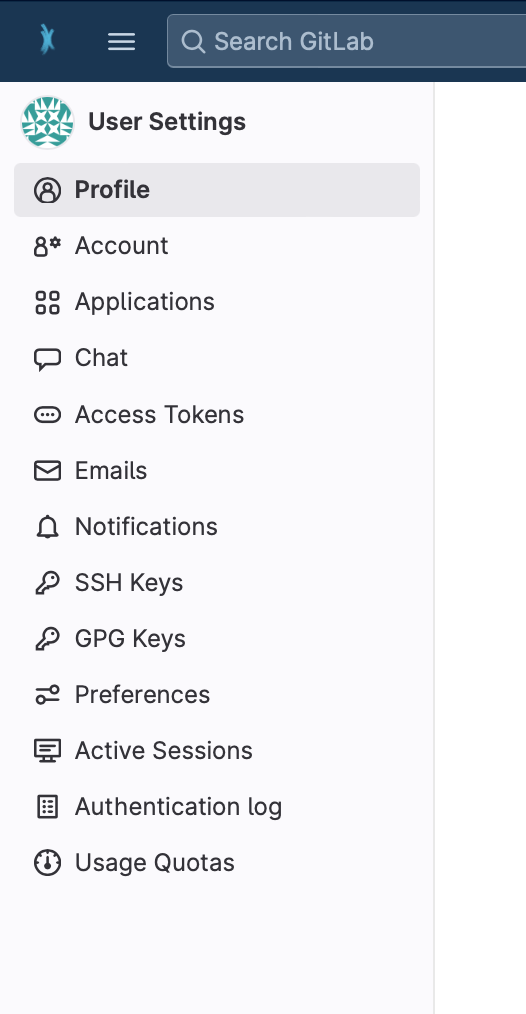 Search GitLab
User Settings
Profile
Account
Applications
Chat
Access Tokens
Emails
Notifications
SSH Keys
GPG Keys
Preferences
Active Sessions
Authentication log
Usage Quotas